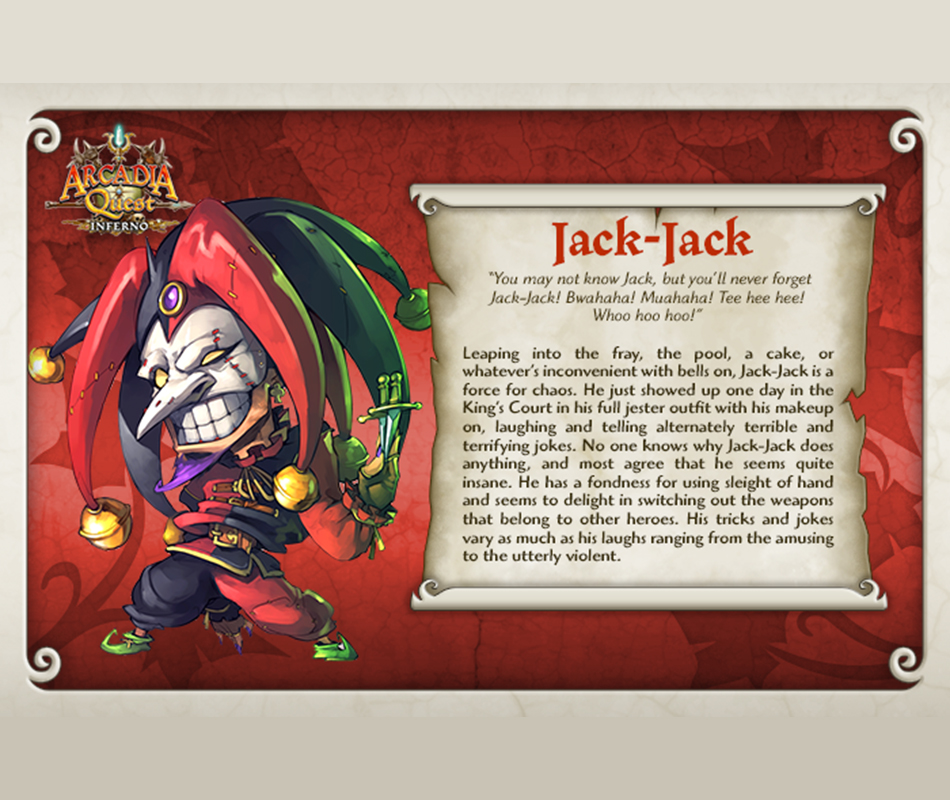 ARCADIA
Quest
INFERNO
Jack-Jack
"You may not know Jack, but you'll never forget
Jack-Jack! Bwahaha! Muahaha! Tee hee hee!
Whoo hoo hoo!"
Leaping into the fray, the pool, a cake, or
whatever's inconvenient with bells on, Jack-Jack is a
force for chaos. He just showed up one day in the
King's Court in his full jester outfit with his makeup
on, laughing and telling alternately terrible and
terrifying jokes. No one knows why Jack-Jack does
anything, and most agree that he seems quite
insane. He has a fondness for using sleight of hand
and seems to delight in switching out the weapons
that belong to other heroes. His tricks and jokes
vary as much as his laughs ranging from the amusing
to the utterly violent.